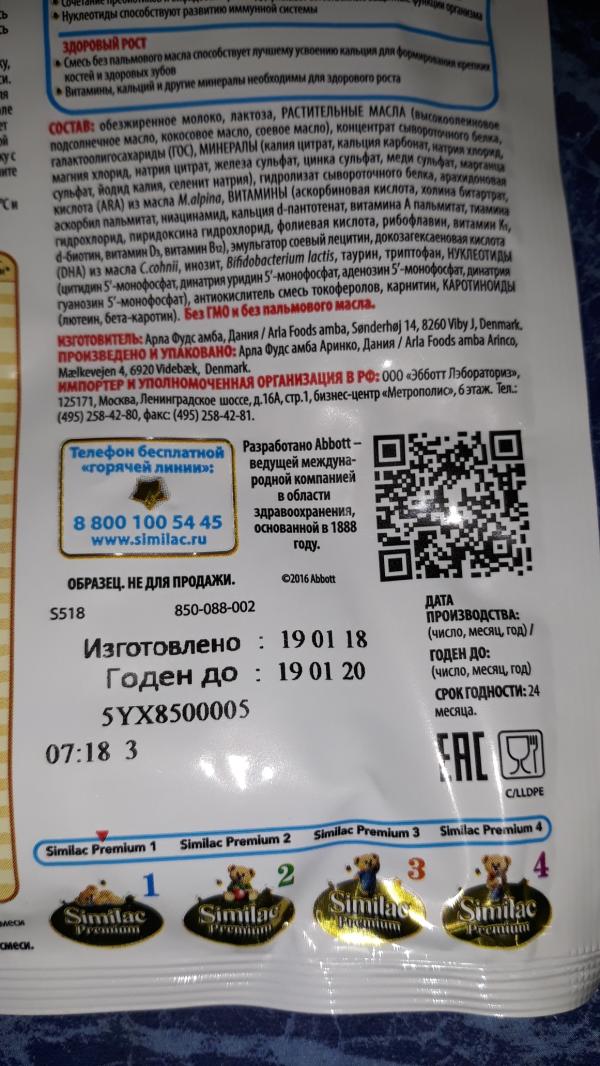 • Нуклеотиды способствуют развитию иммунной системы
ЗДОРОВЫЙ РОСТ
• Смесь без пальмового масла способствует лучшему усвоению кальция для формирования крепких
костей и здоровых зубов
• Витамины, кальций и другие минералы необходимы для здорового роста
СОСТАВ: обезжиренное молоко, лактоза, РАСТИТЕЛЬНЫЕ МАСЛА (высокоолеиновое
подсолнечное масло, кокосовое масло, соевое масло), концентрат сывороточного белка,
галактоолигосахариды (ГОС), МИНЕРАЛЫ (калия цитрат, кальция карбонат, натрия хлорид,
магния хлорид, натрия цитрат, железа сульфат, цинка сульфат, меди сульфат, марганца
сульфат, йодид калия, селенит натрия), гидролизат сывороточного белка, арахидоновая
кислота (ARA) из масла M.alpina, ВИТАМИНЫ (аскорбиновая кислота, холина битартрат,
аскорбил пальмитат, ниацинамид, кальция d-пантотенат, витамина А пальмитат, тиамина
гидрохлорид, пиридоксина гидрохлорид, фолиевая кислота, рибофлавин, витамин K₁,
d-биотин, витамин D₃, витамин B₁₂), эмульгатор соевый лецитин, докозагексаеновая кислота
(DHA) из масла C.cohnii, инозит, Bifidobacterium lactis, таурин, триптофан, НУКЛЕОТИДЫ
(цитидин 5’-монофосфат, динатрия уридин 5’-монофосфат, аденозин 5’-монофосфат, динатрия
гуанозин 5’-монофосфат), антиокислитель смесь токоферолов, карнитин, КАРОТИНОИДЫ
(лютеин, бета-каротин). Без ГМО и без пальмового масла.
ИЗГОТОВИТЕЛЬ: Арла Фудс амба, Дания / Arla Foods amba, Sønderhøj 14, 8260 Viby J, Denmark.
ПРОИЗВЕДЕНО И УПАКОВАНО: Арла Фудс амба Аринко, Дания / Arla Foods amba Arinco,
Mælkevejen 4, 6920 Videbæk, Denmark.
ИМПОРТЕР И УПОЛНОМОЧЕННАЯ ОРГАНИЗАЦИЯ В РФ: ООО «Эбботт Лэбораториз»,
125171, Москва, Ленинградское шоссе, д.16А, стр.1, бизнес-центр «Метрополис», 6 этаж. Тел.:
(495) 258-42-80, факс: (495) 258-42-81.
Телефон бесплатной
«горячей линии»:
8 800 100 54 45
www.similac.ru
Разработано Abbott –
ведущей междуна-
родной компанией
в области
здравоохранения,
основанной в 1888
году.
ОБРАЗЕЦ. НЕ ДЛЯ ПРОДАЖИ.
©2016 Abbott
S518 850-088-002
Изготовлено : 19 01 18
Годен до : 19 01 20
5YX8500005
07:18 3
ДАТА
ПРОИЗВОДСТВА:
(число, месяц, год) /
ГОДЕН ДО:
(число, месяц, год)
СРОК ГОДНОСТИ: 24
месяца.
EAC
C/LLDPE
Similac Premium 1 Similac Premium 2 Similac Premium 3 Similac Premium 4
1 2 3 4
Similac Premium
Similac Premium
Similac Premium
Similac Premium
смеси.